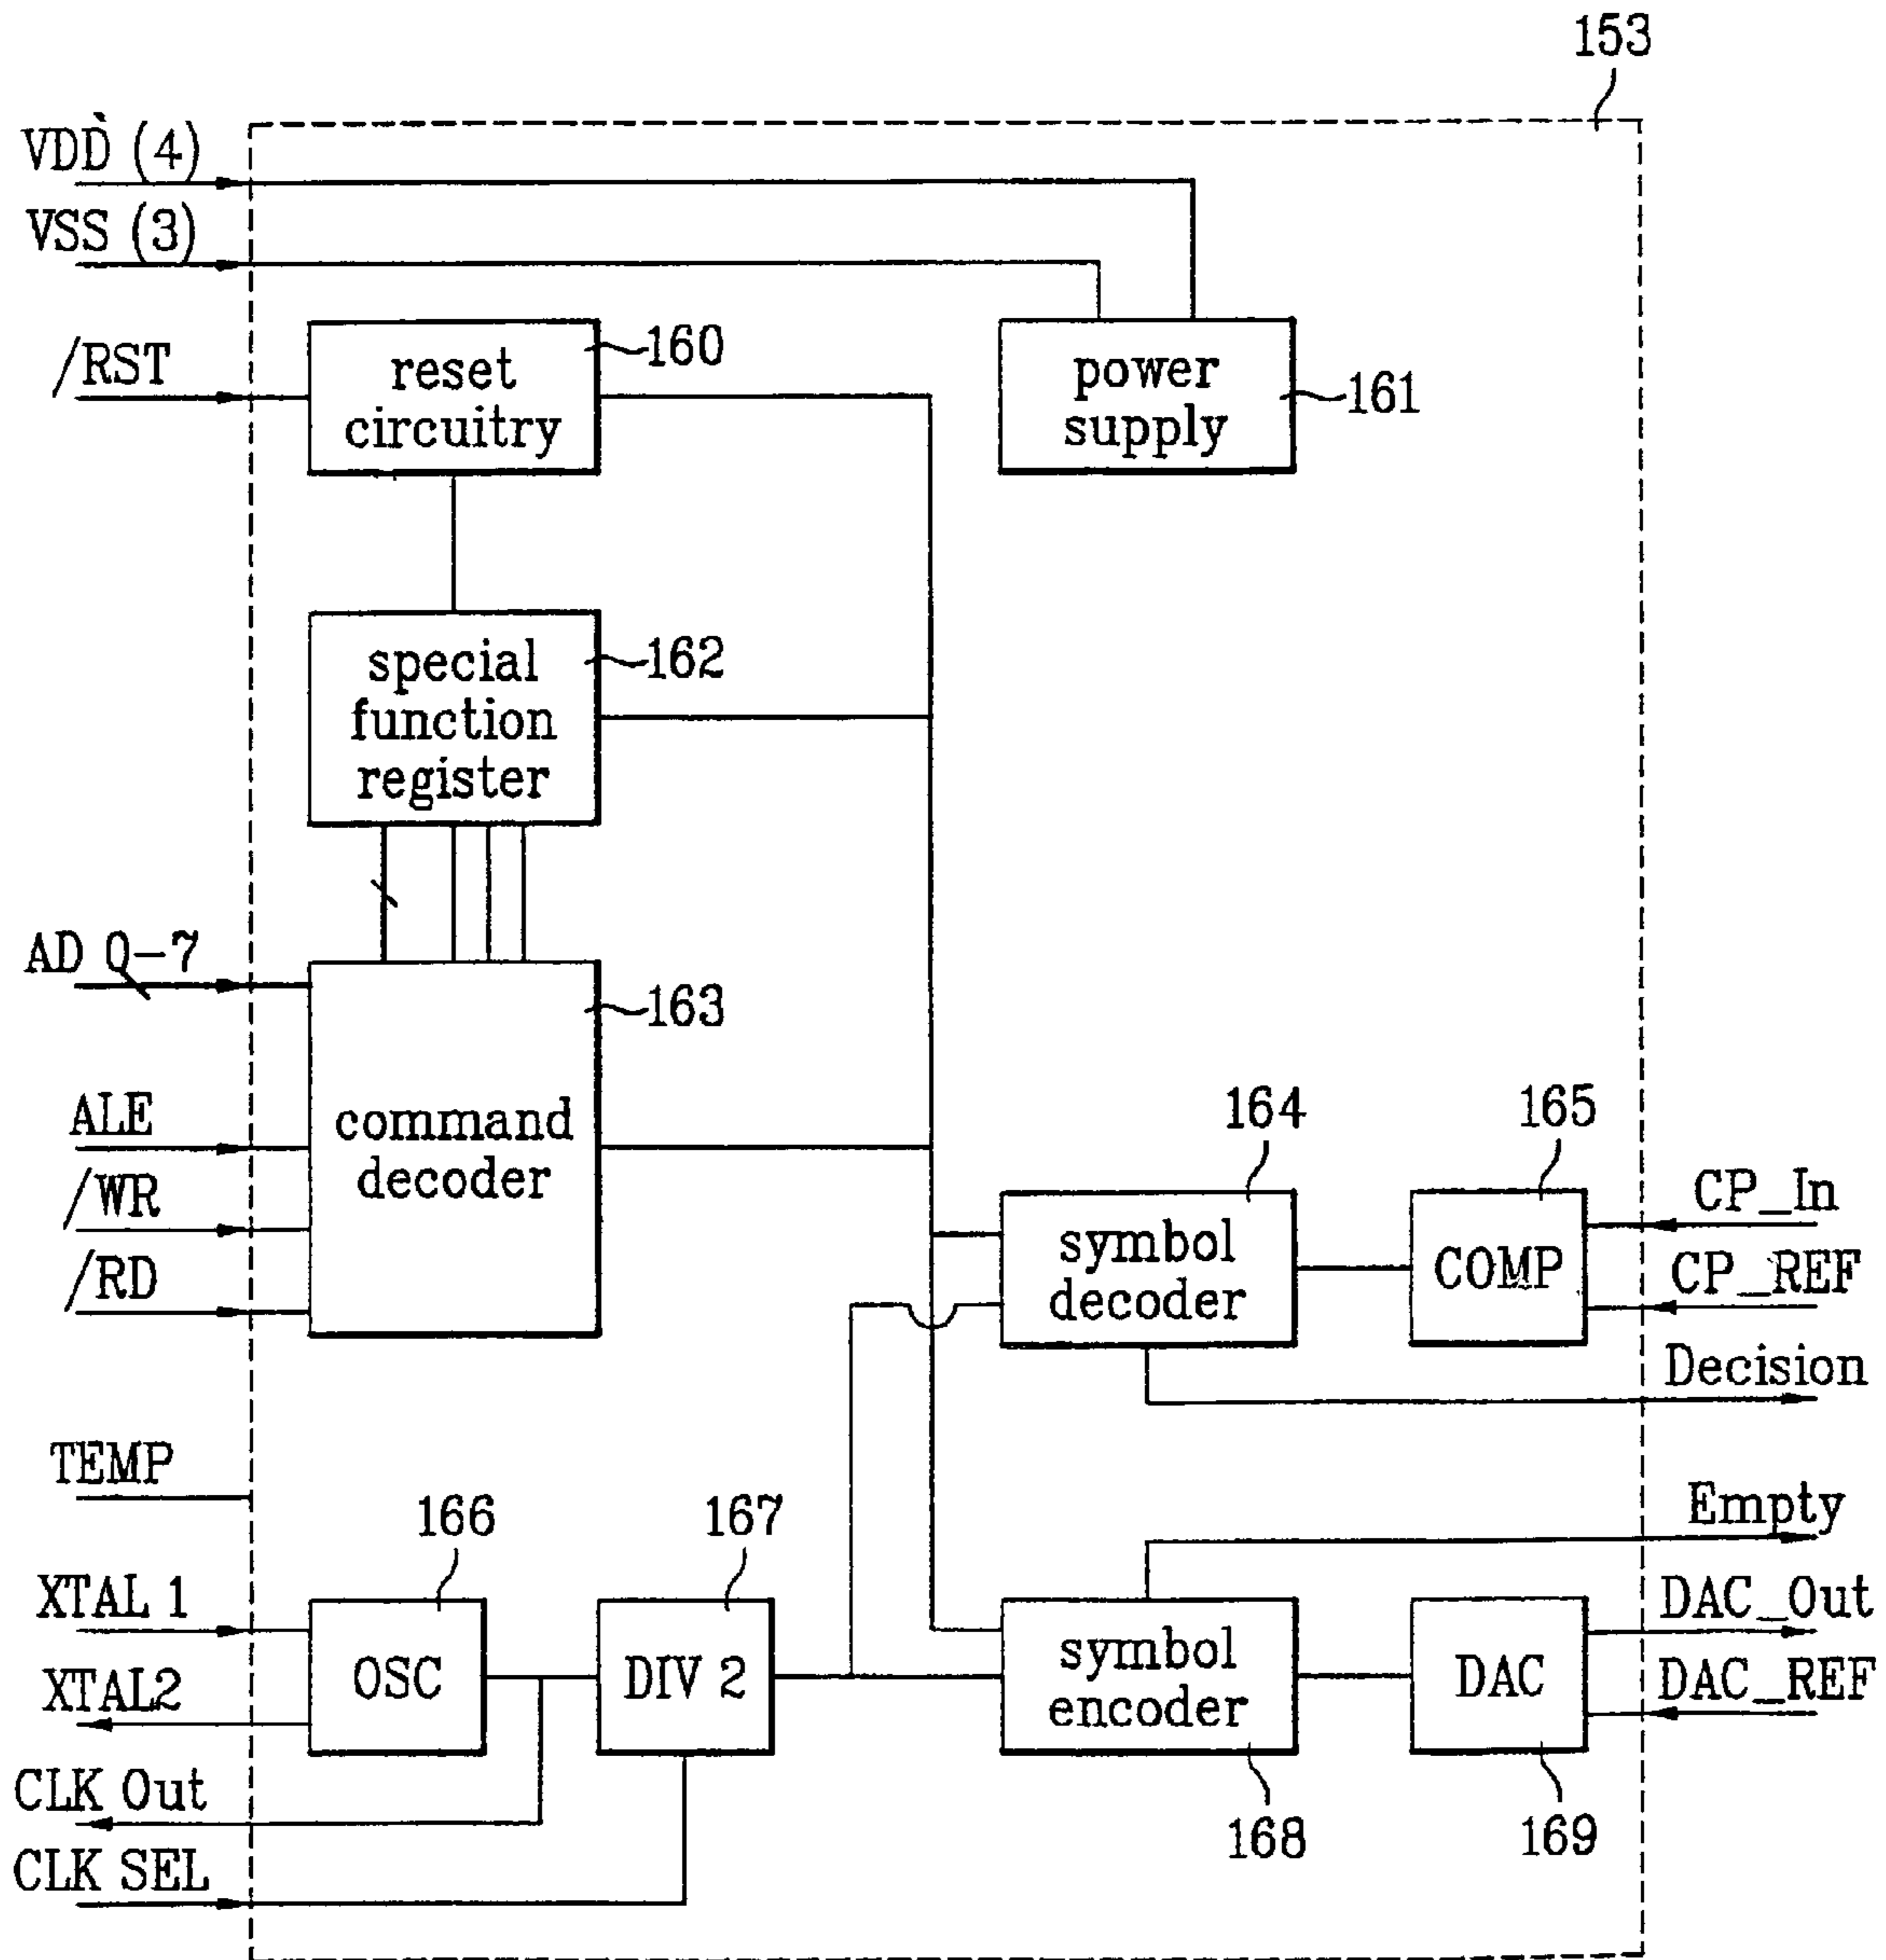 153
VDD (4)
VSS (3)
/RST
reset
circuitry
160
power
supply
161
special
function
register
162
AD 0-7
163
ALE
command
decoder
/WR
/RD
164
165
symbol
decoder
COMP
CP_In
CP_REF
Decision
TEMP
Empty
166
167
XTAL 1
OSC
DIV 2
symbol
encoder
DAC
DAC_Out
XTAL2
DAC_REF
CLK Out
168
169
CLK SEL